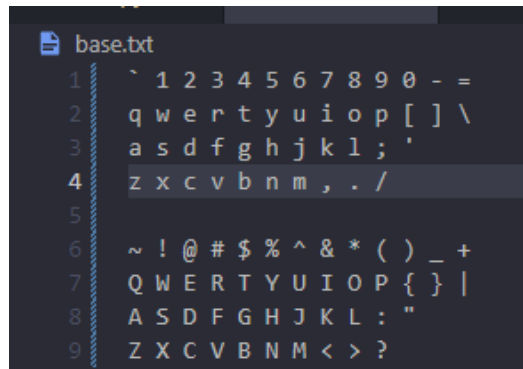 base.txt
1 ` 1 2 3 4 5 6 7 8 9 0 - =
2 q w e r t y u i o p [ ] \
3 a s d f g h j k l ; '
4 z x c v b n m , . /
5
6 ~ ! @ # $ % ^ & * ( ) _ +
7 Q W E R T Y U I O P { } |
8 A S D F G H J K L : "
9 Z X C V B N M < > ?